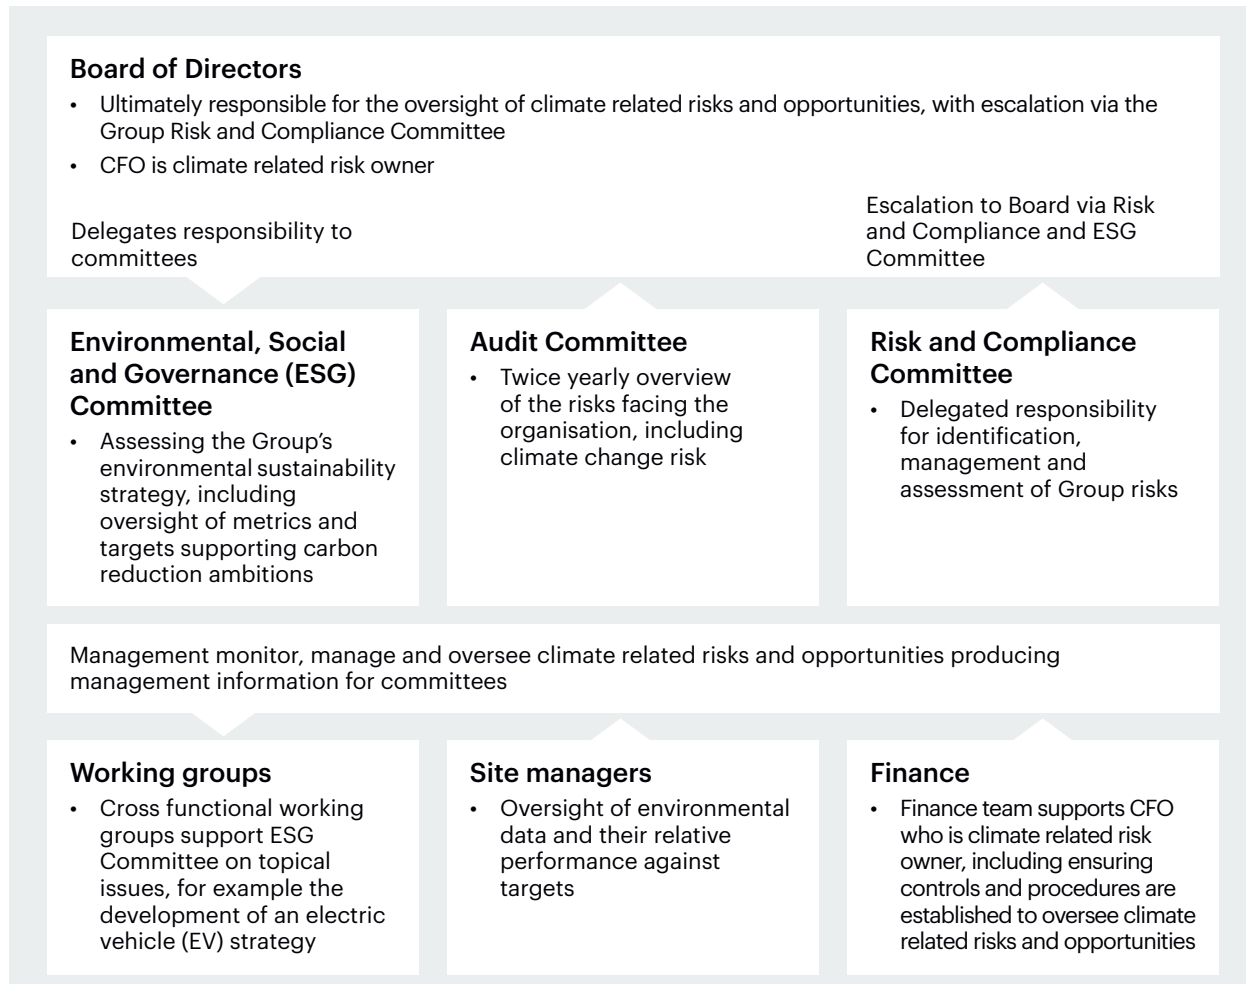 Board of Directors
• Ultimately responsible for the oversight of climate related risks and opportunities, with escalation via the
Group Risk and Compliance Committee
• CFO is climate related risk owner
Delegates responsibility to
committees
Escalation to Board via Risk
and Compliance and ESG
Committee
Environmental, Social
and Governance (ESG)
Committee
• Assessing the Group’s
environmental sustainability
strategy, including
oversight of metrics and
targets supporting carbon
reduction ambitions
Audit Committee
• Twice yearly overview
of the risks facing the
organisation, including
climate change risk
Risk and Compliance
Committee
• Delegated responsibility
for identification,
management and
assessment of Group risks
Management monitor, manage and oversee climate related risks and opportunities producing
management information for committees
Working groups
• Cross functional working
groups support ESG
Committee on topical
issues, for example the
development of an electric
vehicle (EV) strategy
Site managers
• Oversight of environmental
data and their relative
performance against
targets
Finance
• Finance team supports CFO
who is climate related risk
owner, including ensuring
controls and procedures are
established to oversee climate
related risks and opportunities